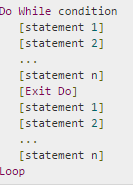 Do While condition
[statement 1]
[statement 2]
...
[statement n]
[Exit Do]
[statement 1]
[statement 2]
...
[statement n]
Loop